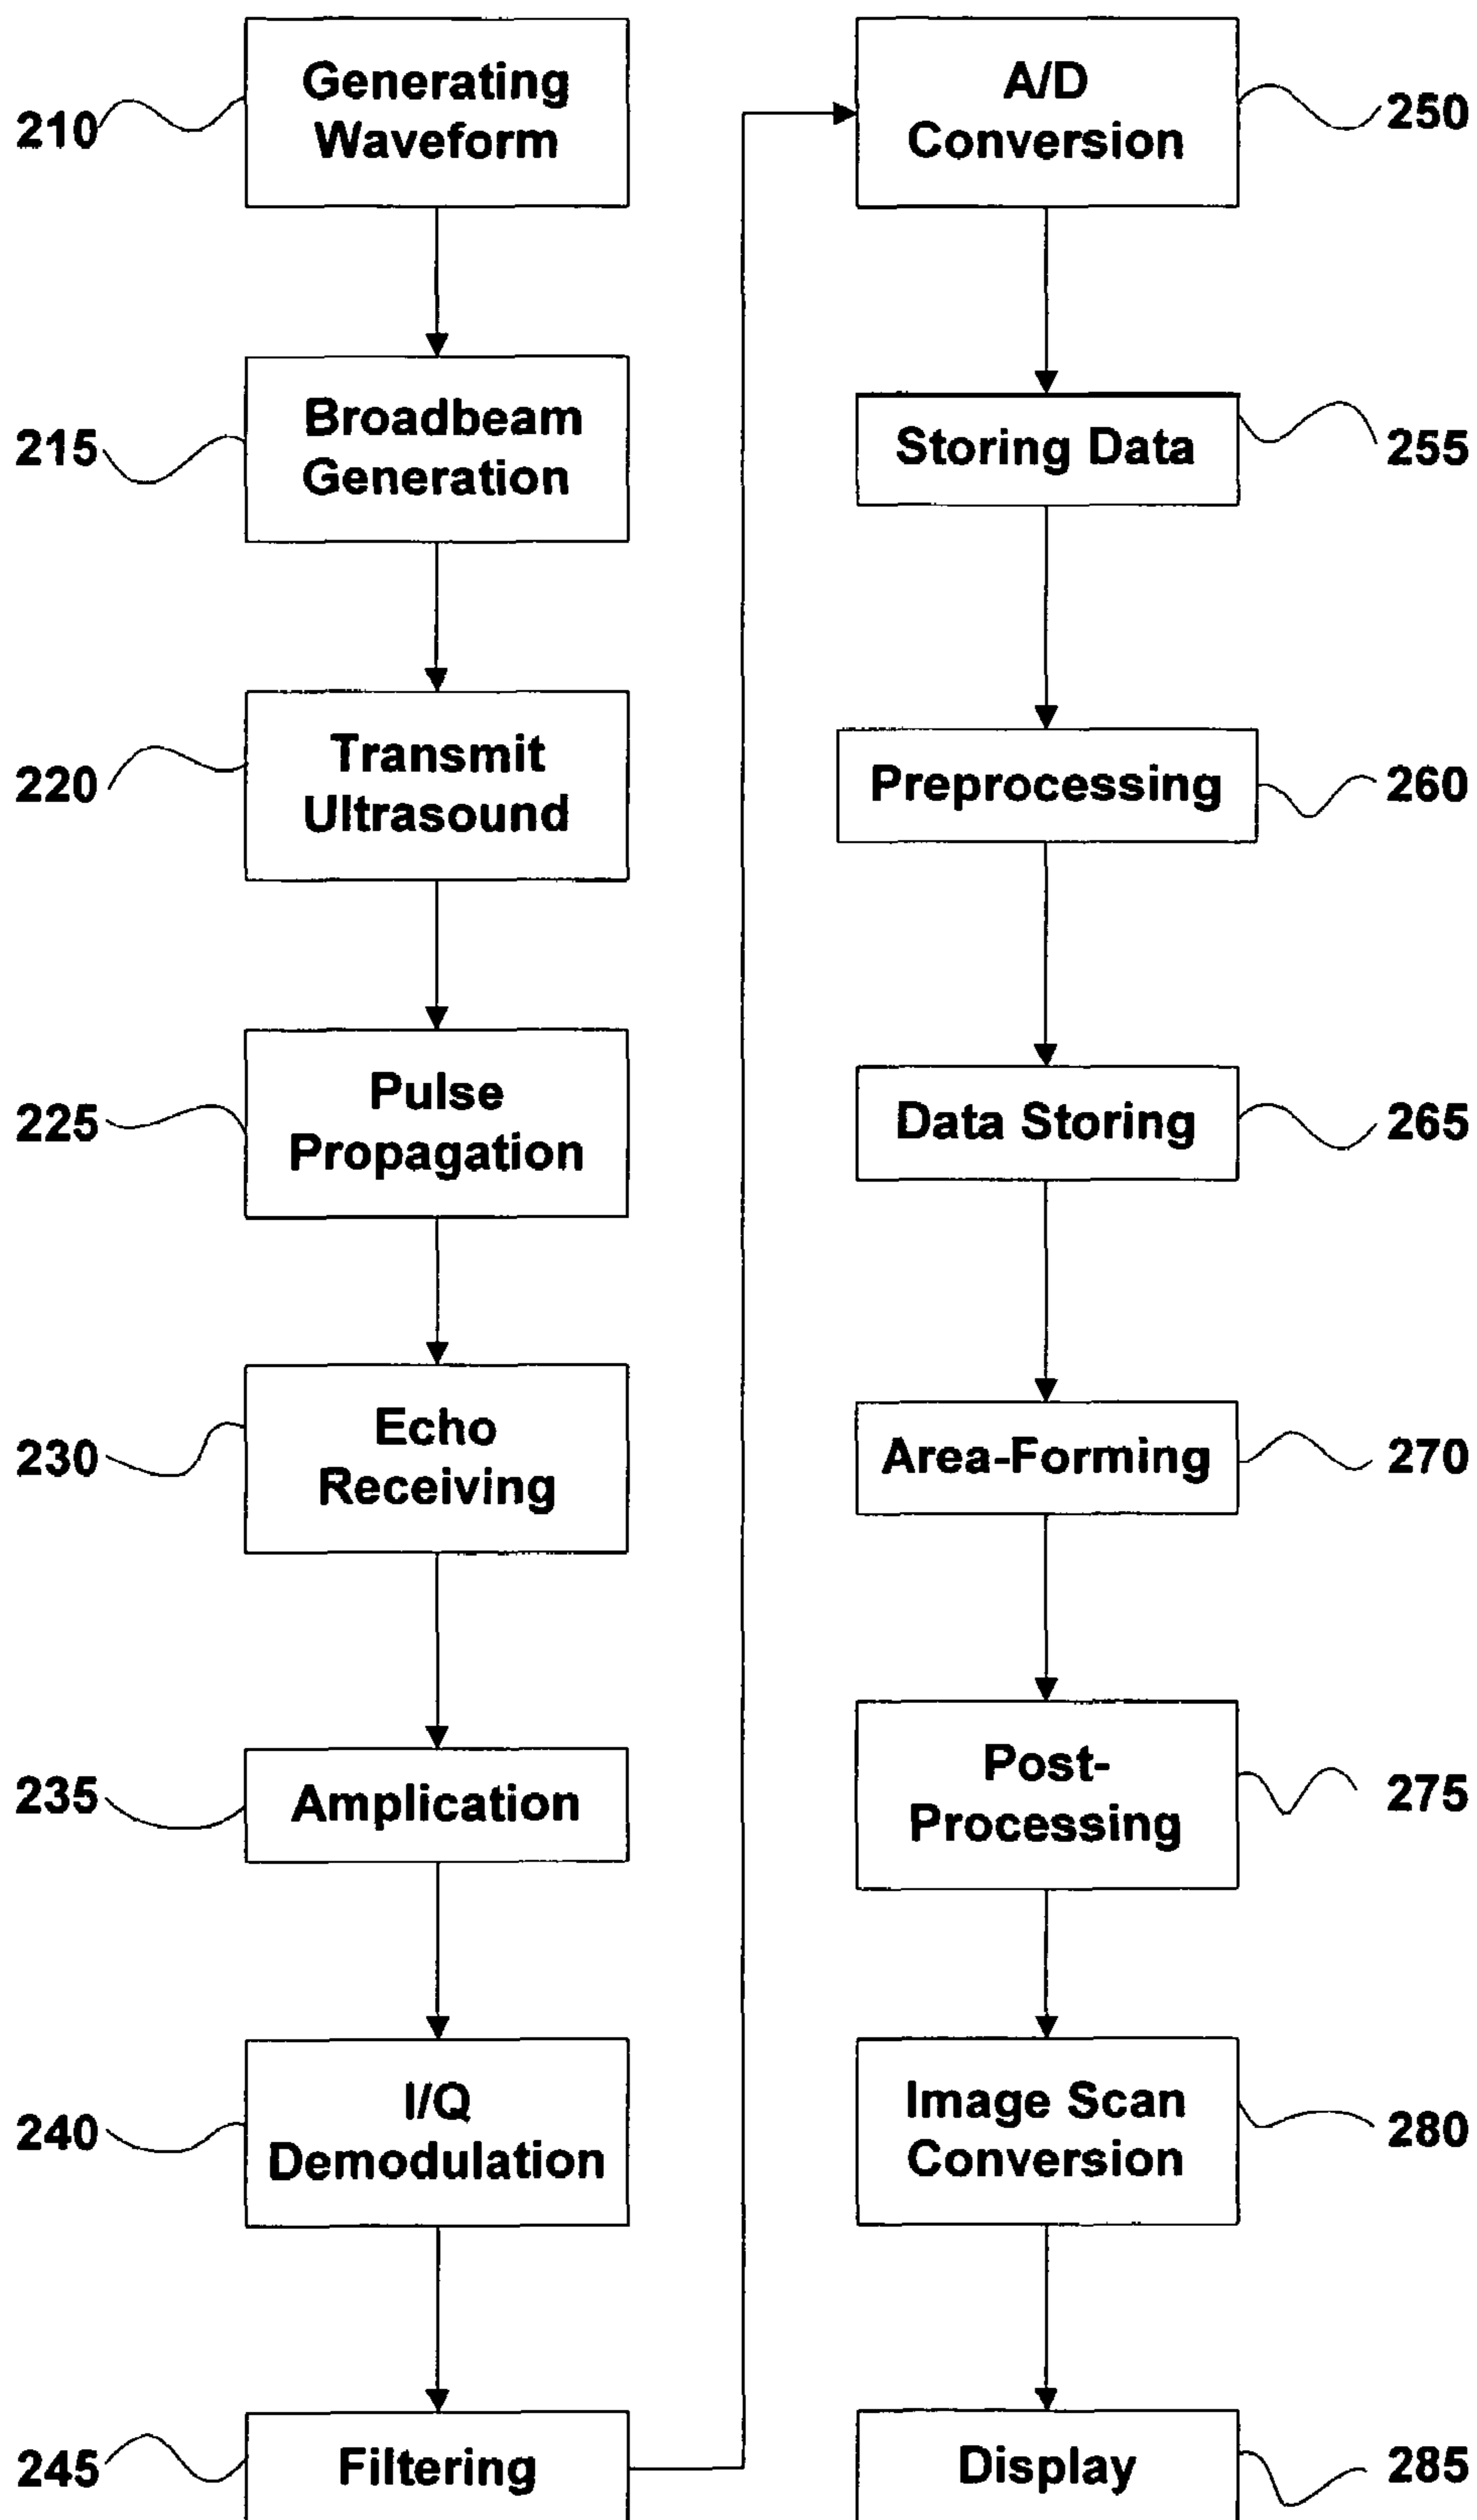 210
Generating
Waveform
215
Broadbeam
Generation
220
Transmit
Ultrasound
225
Pulse
Propagation
230
Echo
Receiving
235
Amplication
240
I/Q
Demodulation
245
Filtering
A/D
Conversion
250
Storing Data
255
Preprocessing
260
Data Storing
265
Area-Forming
270
Post-
Processing
275
Image Scan
Conversion
280
Display
285